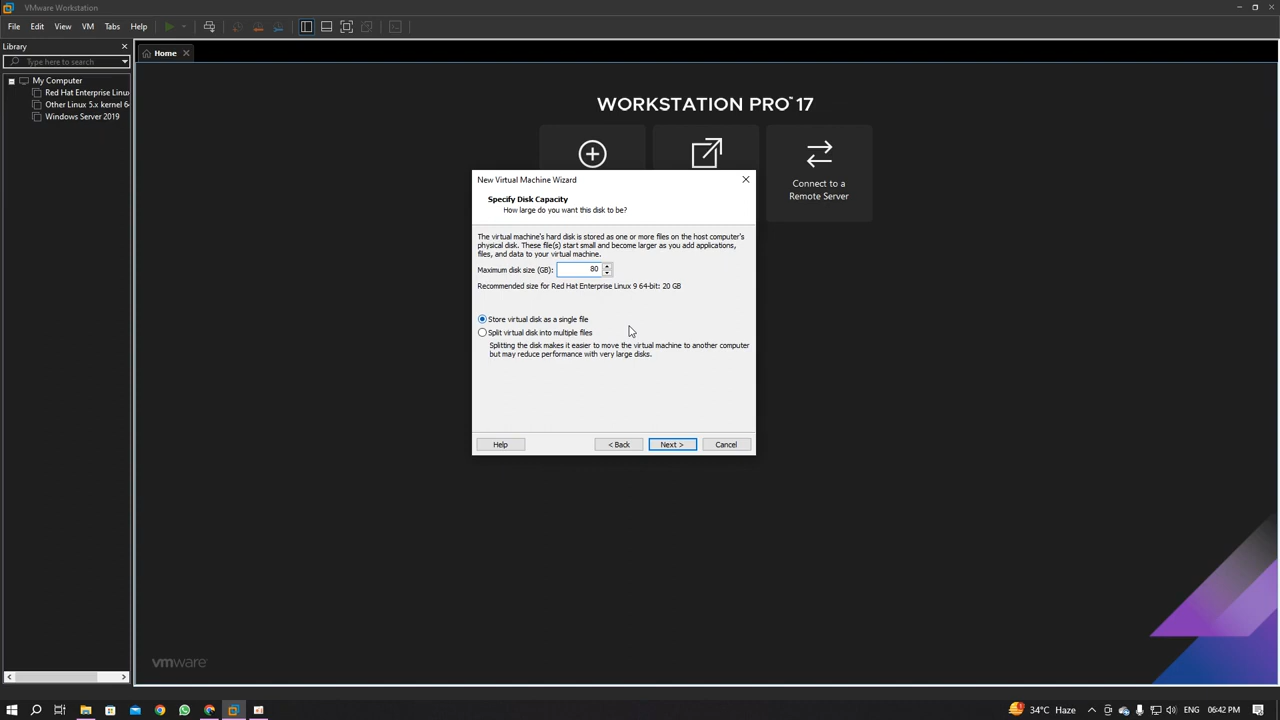 VMware Workstation
File Edit View VM Tabs Help
Library
Type here to search
My Computer
Red Hat Enterprise Linux
Other Linux 5.x kernel 6
Windows Server 2019
Home
WORKSTATION PRO™ 17
Connect to a
Remote Server
New Virtual Machine Wizard
Specify Disk Capacity
How large do you want this disk to be?
The virtual machine's hard disk is stored as one or more files on the host computer's
physical disk. These file(s) start small and become larger as you add applications,
files, and data to your virtual machine.
Maximum disk size (GB): 80
Recommended size for Red Hat Enterprise Linux 9 64-bit: 20 GB
Store virtual disk as a single file
Split virtual disk into multiple files
Splitting the disk makes it easier to move the virtual machine to another computer
but may reduce performance with very large disks.
Help < Back Next > Cancel
vmware
34°C Haze ENG 06:42 PM